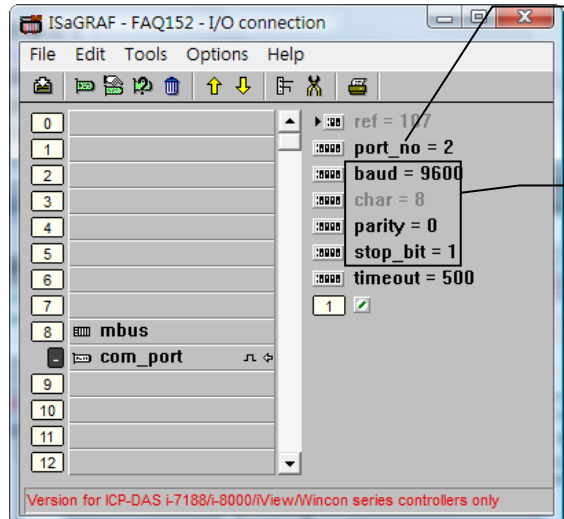 ISaGRAF - FAQ152 - I/O connection
File Edit Tools Options Help
0
1
2
3
4
5
6
7
8 mbus
com_port
9
10
11
12
ref = 107
port_no = 2
baud = 9600
char = 8
parity = 0
stop_bit = 1
timeout = 500
1
Version for ICP-DAS i-7188/i-8000/iView/Wincon series controllers only